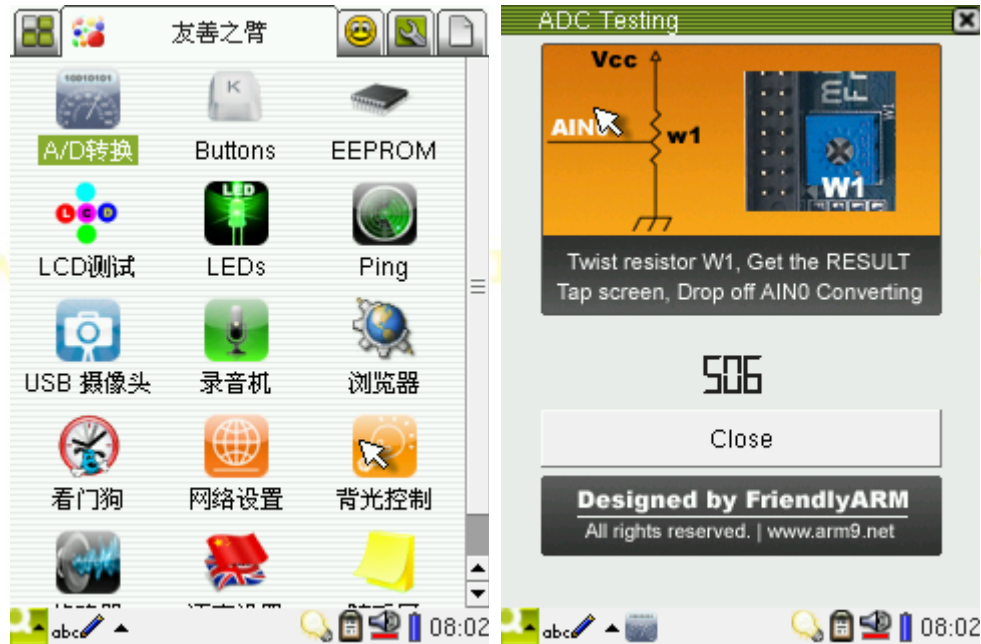 友善之臂
10010101
K
A/D转换
Buttons
EEPROM
LED
L C D
LCD测试
LEDs
Ping
USB 摄像头
录音机
浏览器
看门狗
网络设置
背光控制
abc
08:02
ADC Testing
Vcc
AIN
w1
W1
W1
Twist resistor W1, Get the RESULT
Tap screen, Drop off AIN0 Converting
506
Close
Designed by FriendlyARM
All rights reserved. | www.arm9.net
abc
08:02